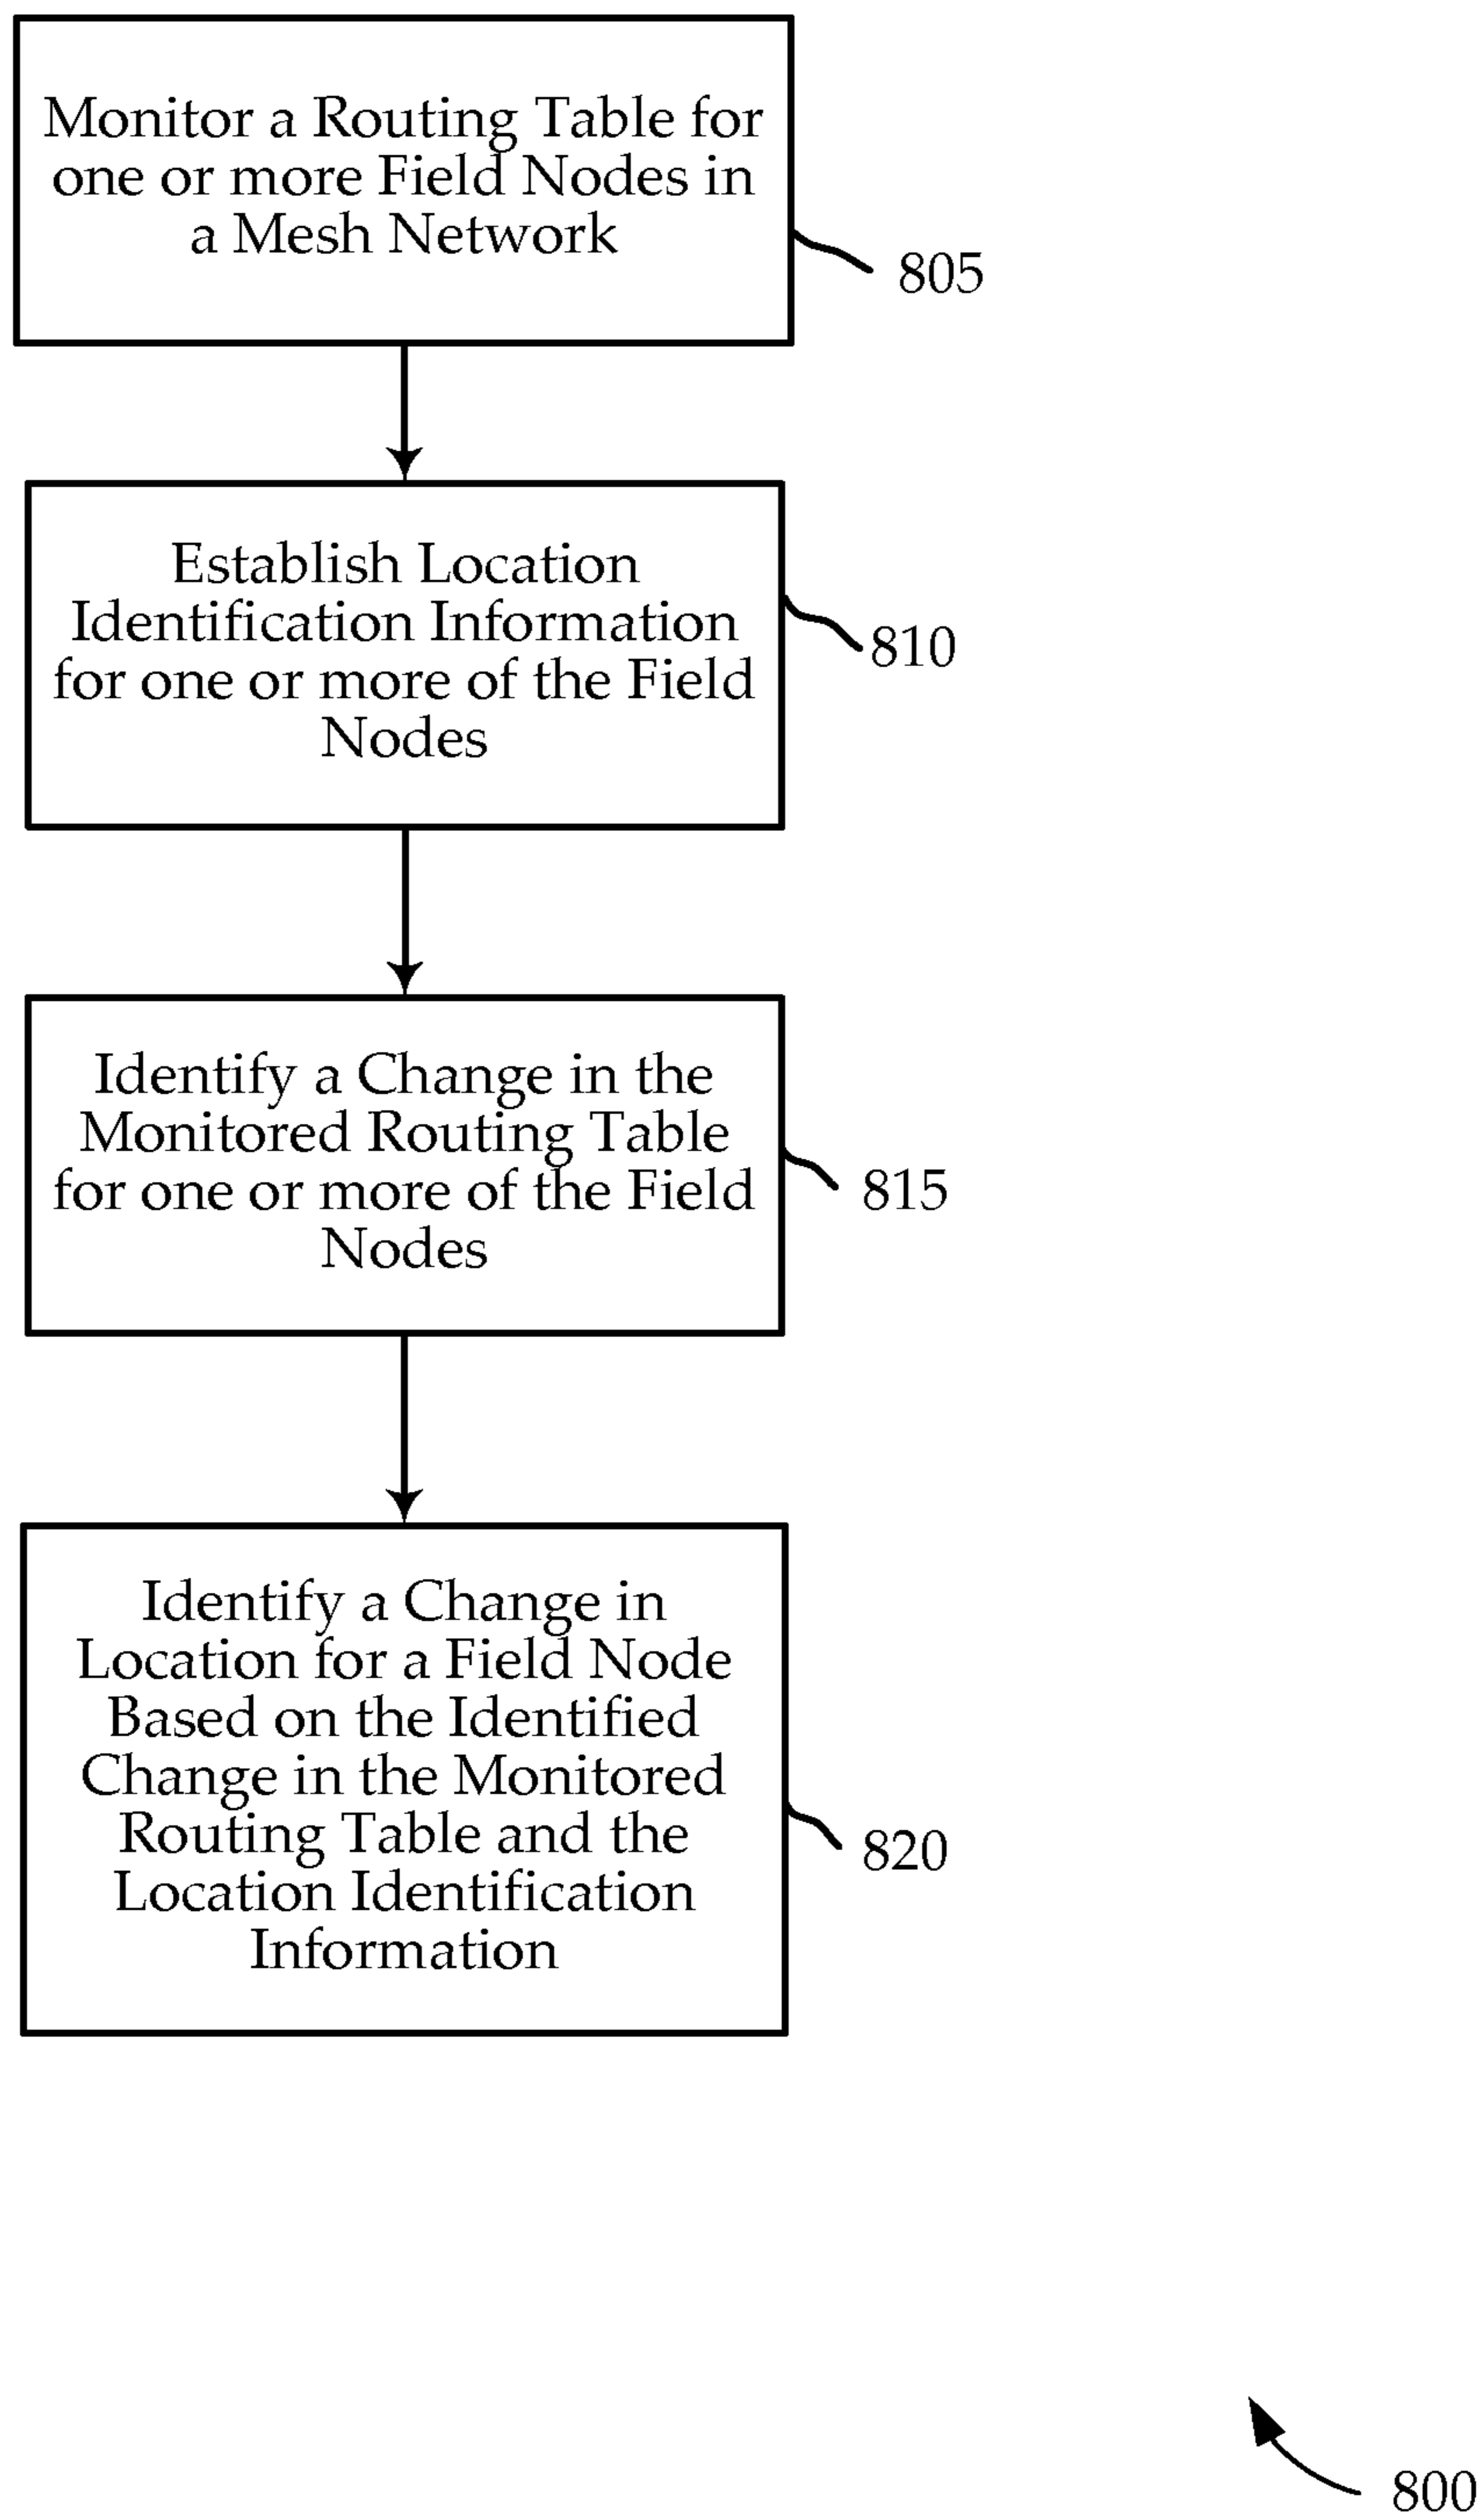 Monitor a Routing Table for
one or more Field Nodes in
a Mesh Network
805
Establish Location
Identification Information
for one or more of the Field
Nodes
810
Identify a Change in the
Monitored Routing Table
for one or more of the Field
Nodes
815
Identify a Change in
Location for a Field Node
Based on the Identified
Change in the Monitored
Routing Table and the
Location Identification
Information
820
800